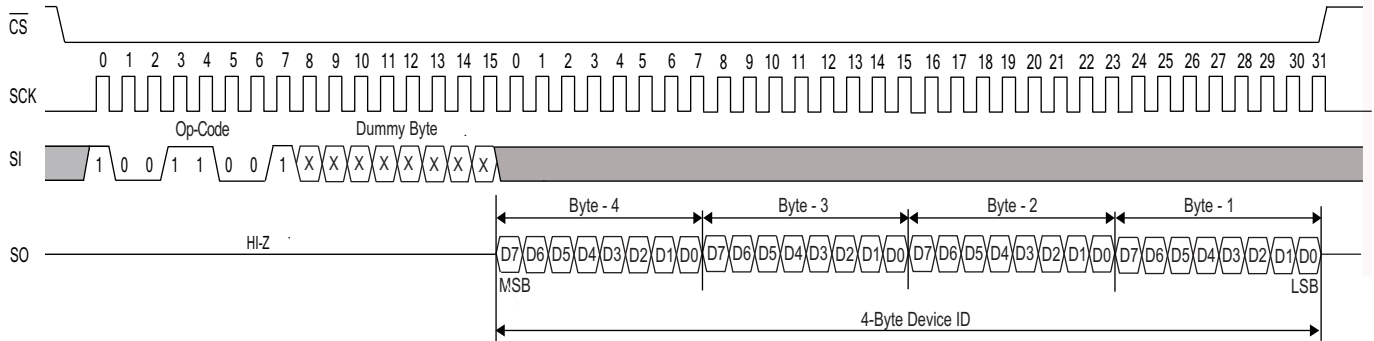 CS
0 1 2 3 4 5 6 7 8 9 10 11 12 13 14 15 0 1 2 3 4 5 6 7 8 9 10 11 12 13 14 15 16 17 18 19 20 21 22 23 24 25 26 27 28 29 30 31
SCK
Op-Code Dummy Byte
SI 1 0 0 1 1 0 0 1 X X X X X X X X
Byte - 4 Byte - 3 Byte - 2 Byte - 1
HI-Z
SO D7 D6 D5 D4 D3 D2 D1 D0 D7 D6 D5 D4 D3 D2 D1 D0 D7 D6 D5 D4 D3 D2 D1 D0 D7 D6 D5 D4 D3 D2 D1 D0
MSB LSB
4-Byte Device ID